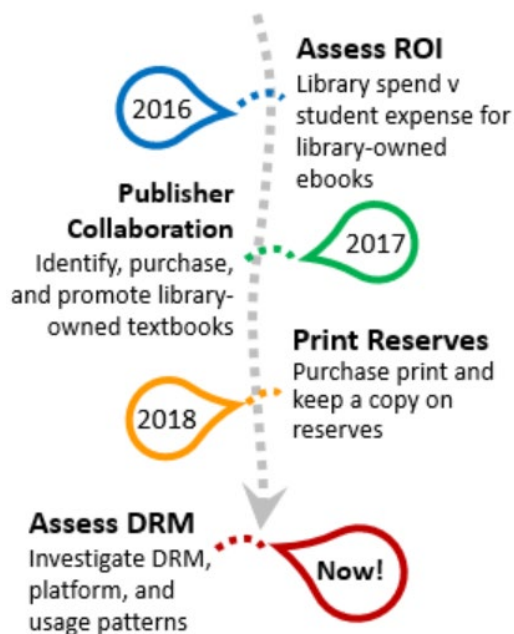 Assess ROI
Library spend v
student expense for
library-owned
ebooks
2016
Publisher
Collaboration
Identify, purchase,
and promote library-
owned textbooks
2017
Print Reserves
Purchase print and
keep a copy on
reserves
2018
Assess DRM
Investigate DRM,
platform, and
usage patterns
Now!